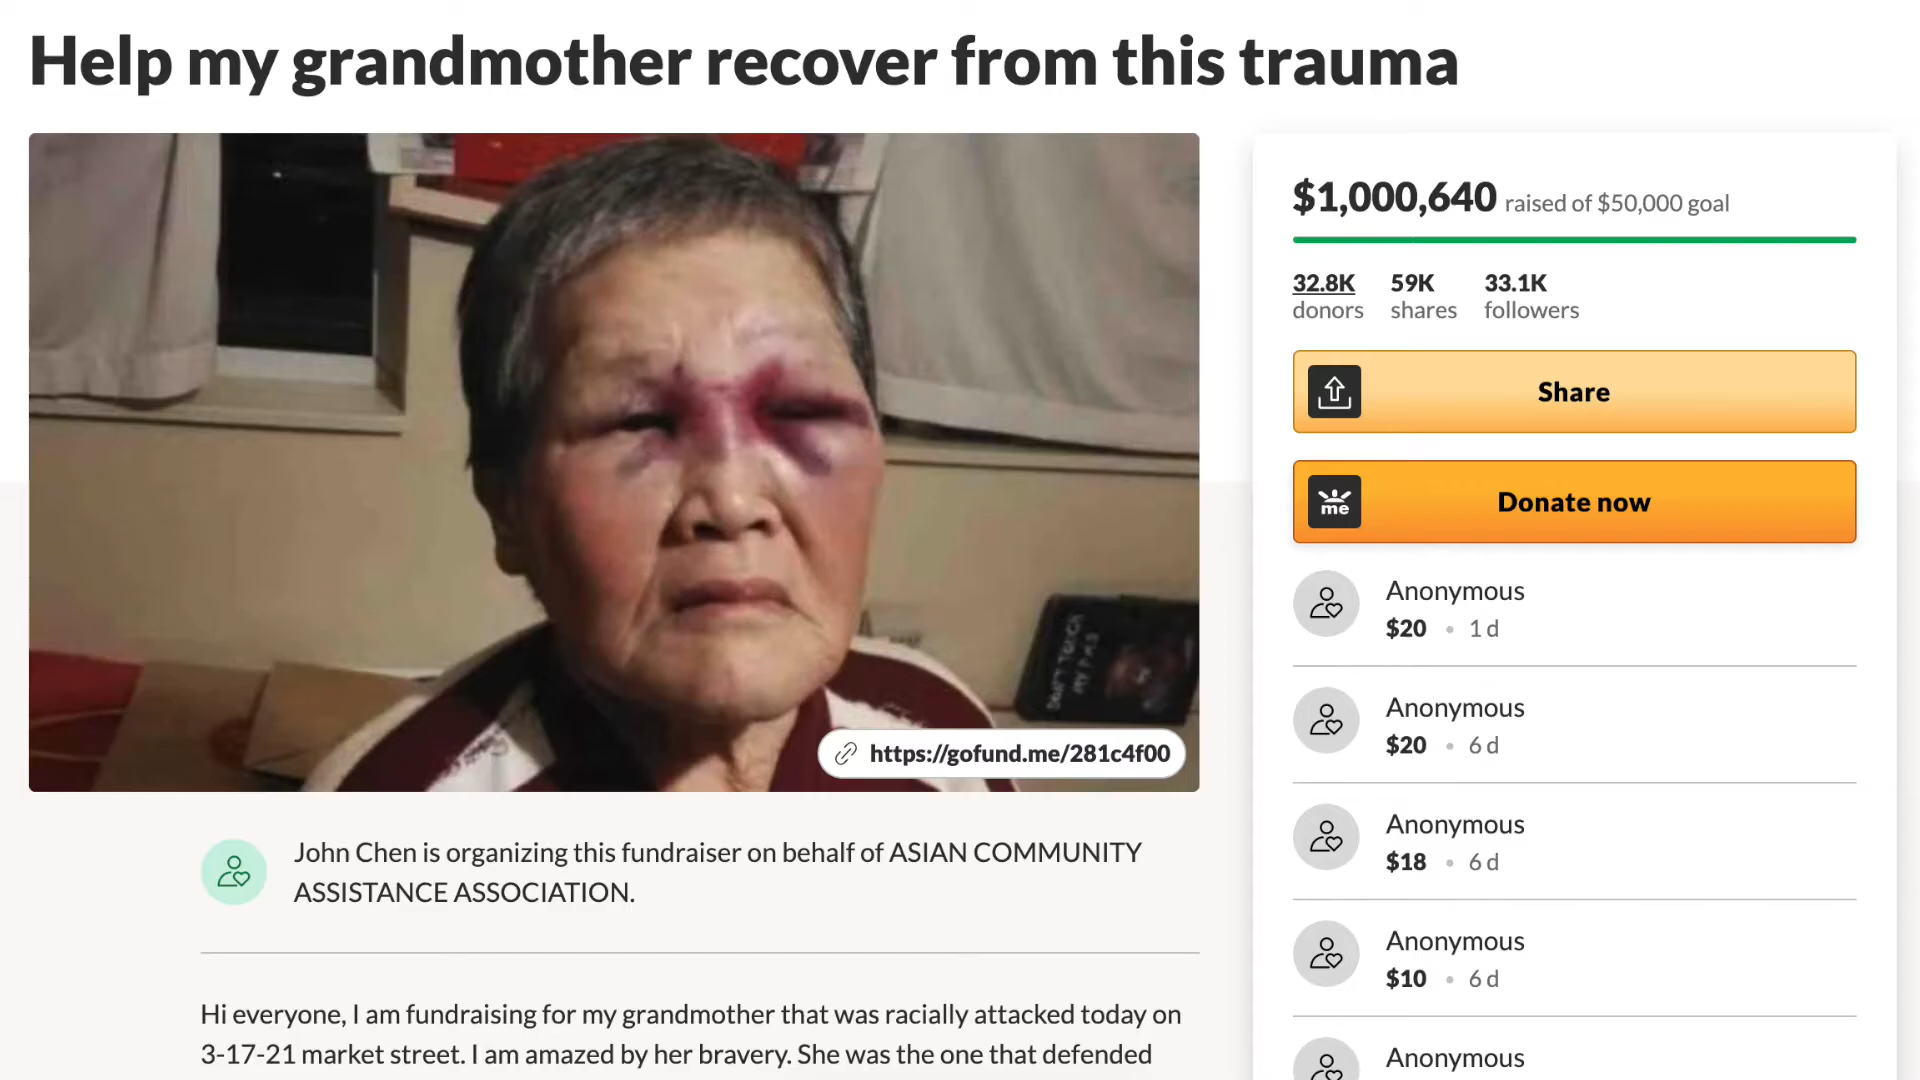 Help my grandmother recover from this trauma
$1,000,640 raised of $50,000 goal
32.8K 59K 33.1K
donors shares followers
Share
me
Donate now
Anonymous
$20 • 1 d
Anonymous
$20 • 6 d
Anonymous
$18 • 6 d
Anonymous
$10 • 6 d
Anonymous
DON'T TOUCH
MY
https://gofund.me/281c4f00
John Chen is organizing this fundraiser on behalf of ASIAN COMMUNITY
ASSISTANCE ASSOCIATION.
Hi everyone, I am fundraising for my grandmother that was racially attacked today on
3-17-21 market street. I am amazed by her bravery. She was the one that defended